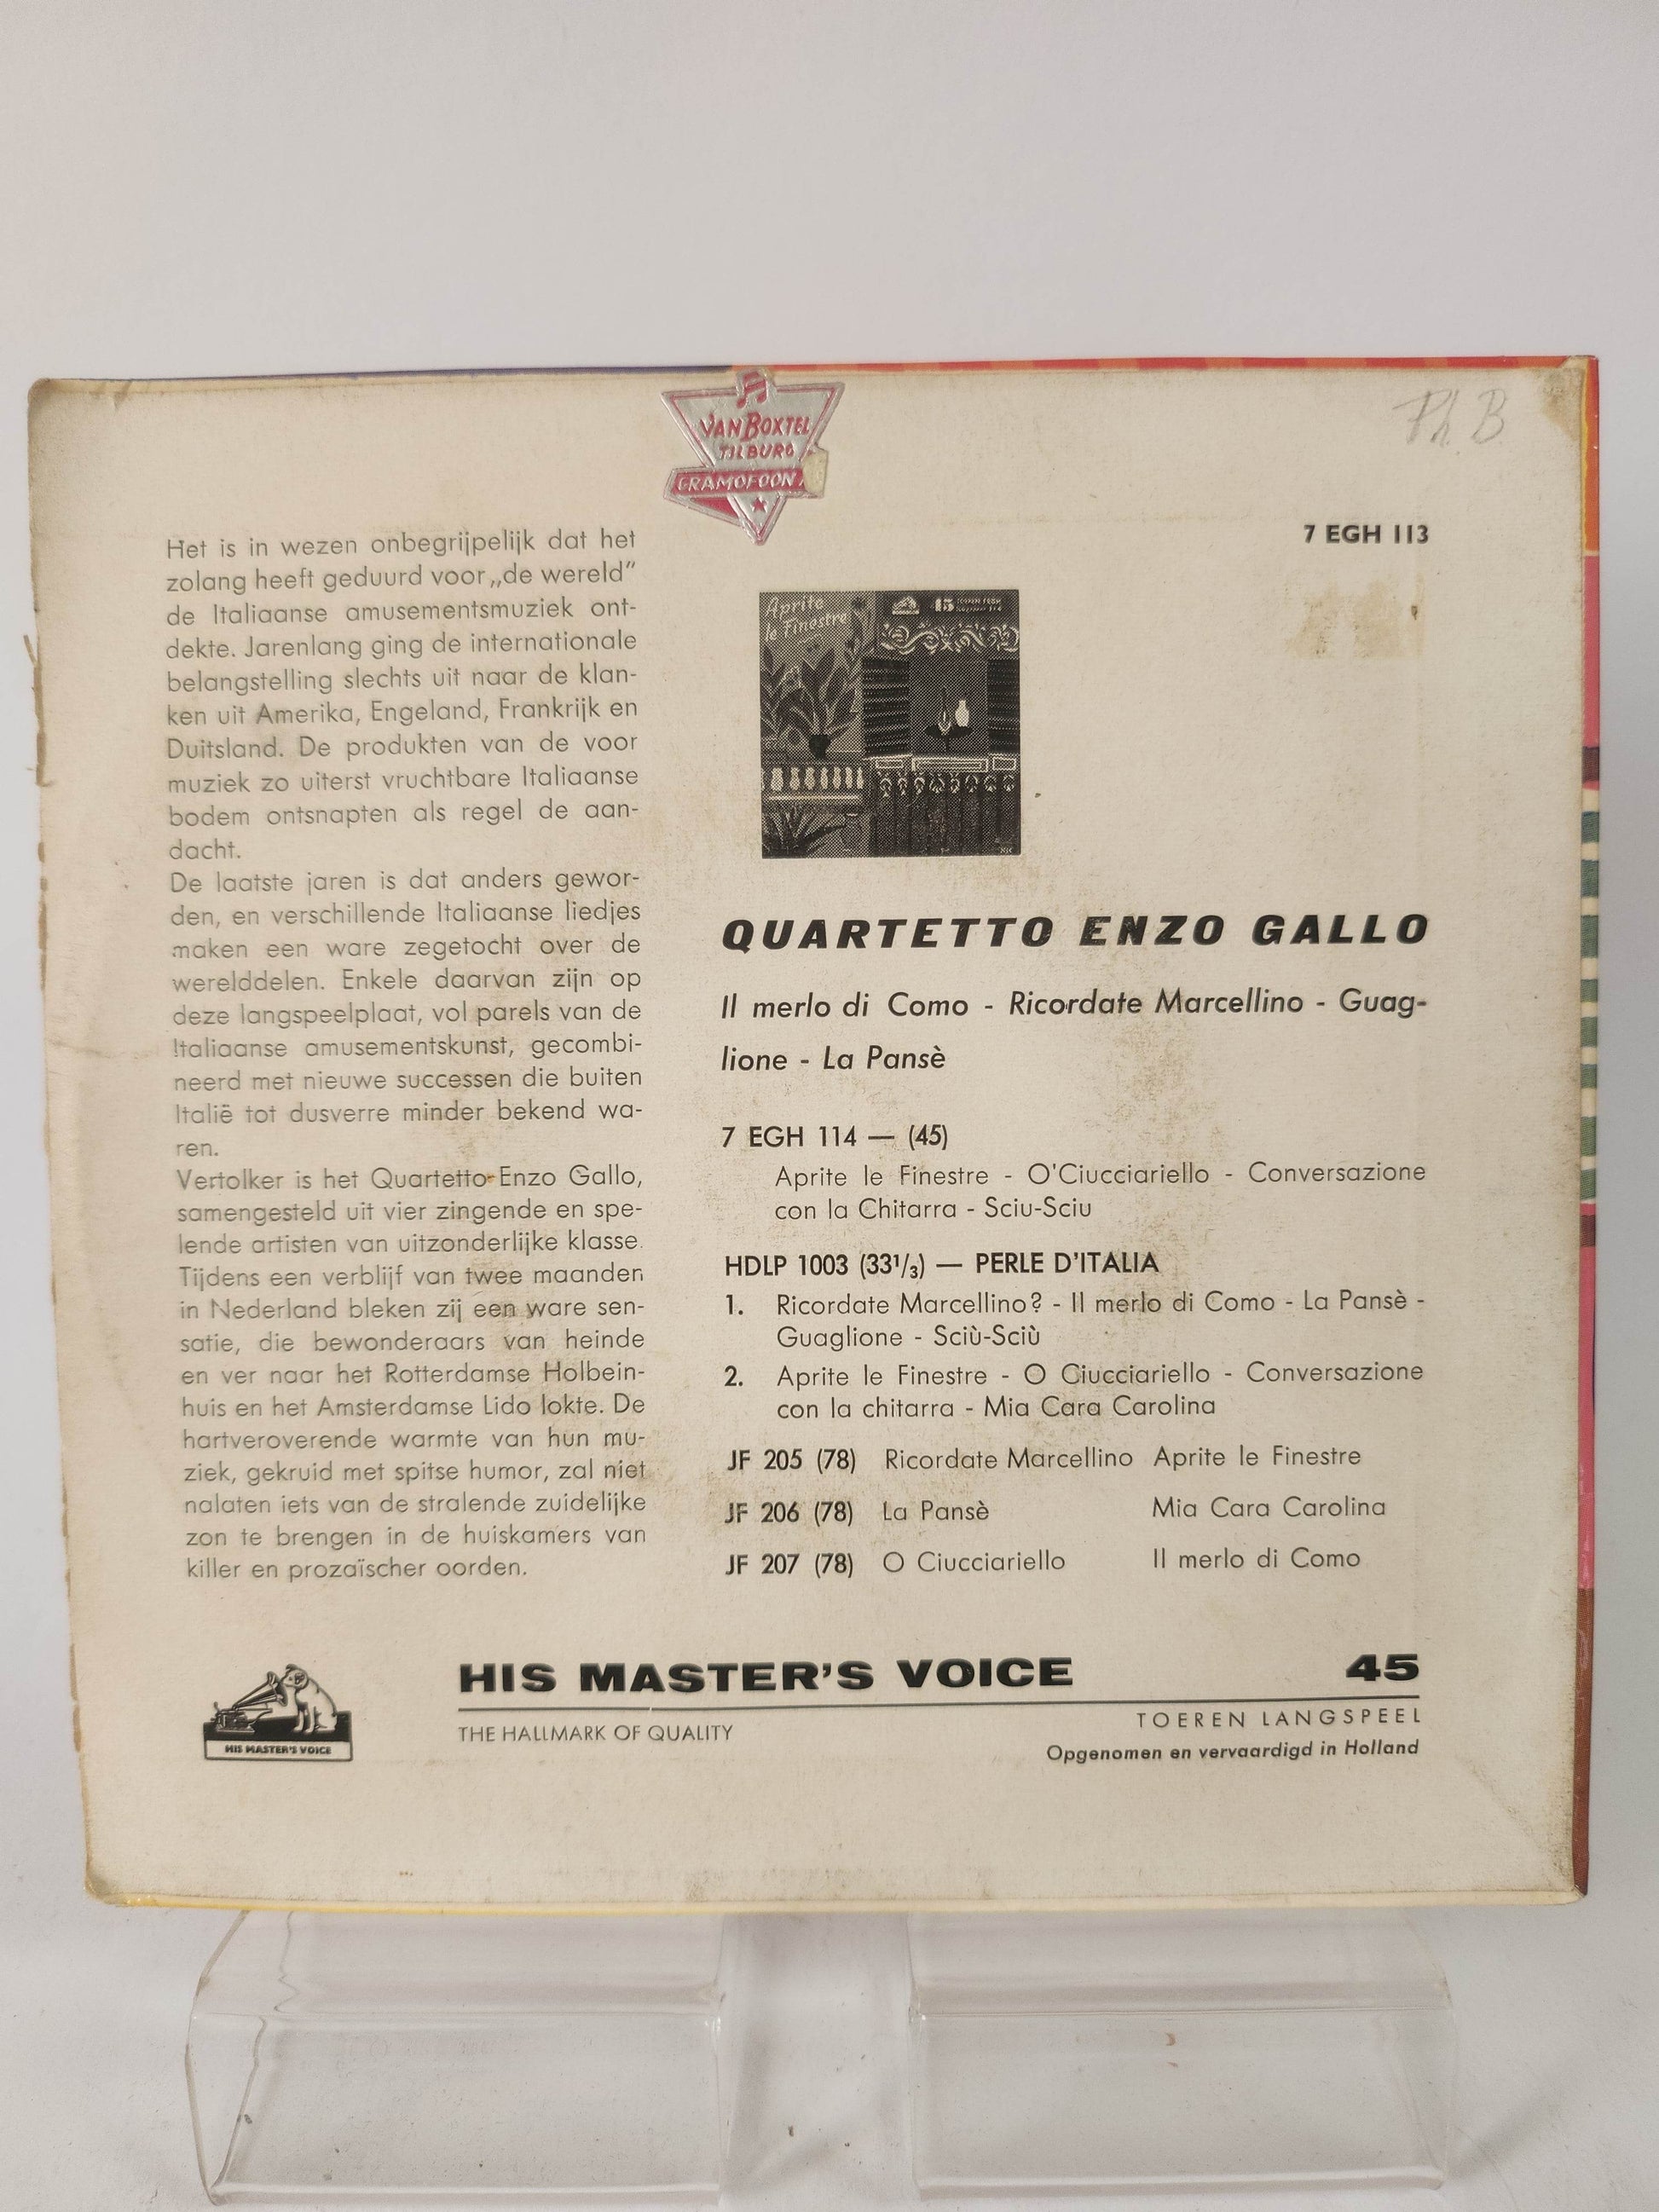 VAN BOXTEL
TILBURG
GRAMOFOON
Ph B
7 EGH 113
Het is in wezen onbegrijpelijk dat het
zolang heeft geduurd voor „de wereld”
de Italiaanse amusementsmuziek ont-
dekte. Jarenlang ging de internationale
belangstelling slechts uit naar de klan-
ken uit Amerika, Engeland, Frankrijk en
Duitsland. De produkten van de voor
muziek zo uiterst vruchtbare Italiaanse
bodem ontsnapten als regel de aan-
dacht.
De laatste jaren is dat anders gewor-
den, en verschillende Italiaanse liedjes
maken een ware zegetocht over de
werelddelen. Enkele daarvan zijn op
deze langspeelplaat, vol parels van de
Italiaanse amusementskunst, gecombi-
neerd met nieuwe successen die buiten
Italië tot dusverre minder bekend wa-
ren.
Vertolker is het Quartetto Enzo Gallo,
samengesteld uit vier zingende en spe-
lende artisten van uitzonderlijke klasse.
Tijdens een verblijf van twee maanden
in Nederland bleken zij een ware sen-
satie, die bewonderaars van heinde
en ver naar het Rotterdamse Holbein-
huis en het Amsterdamse Lido lokte. De
hartveroverende warmte van hun mu-
ziek, gekruid met spitse humor, zal niet
nalaten iets van de stralende zuidelijke
zon te brengen in de huiskamers van
killer en prozaïscher oorden.
Aprite
le Finestre
45
QUARTETTO ENZO GALLO
Il merlo di Como - Ricordate Marcellino - Guag-
lione - La Pansè
7 EGH 114 — (45)
Aprite le Finestre - O'Ciucciariello - Conversazione
con la Chitarra - Sciu-Sciu
HDLP 1003 (33¹/₃) — PERLE D'ITALIA
1. Ricordate Marcellino? - Il merlo di Como - La Pansè -
Guaglione - Sciù-Sciù
2. Aprite le Finestre - O Ciucciariello - Conversazione
con la chitarra - Mia Cara Carolina
JF 205 (78) Ricordate Marcellino Aprite le Finestre
JF 206 (78) La Pansè Mia Cara Carolina
JF 207 (78) O Ciucciariello Il merlo di Como
HIS MASTER'S VOICE
HIS MASTER'S VOICE 45
THE HALLMARK OF QUALITY
TOEREN LANGSPEEL
Opgenomen en vervaardigd in Holland